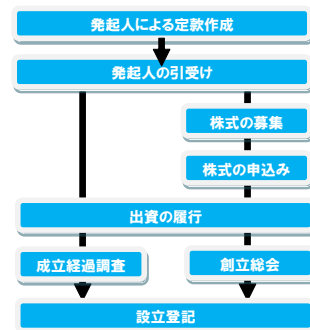 発起人による定款作成
発起人の引受け
株式の募集
株式の申込み
出資の履行
成立経過調査
創立総会
設立登記